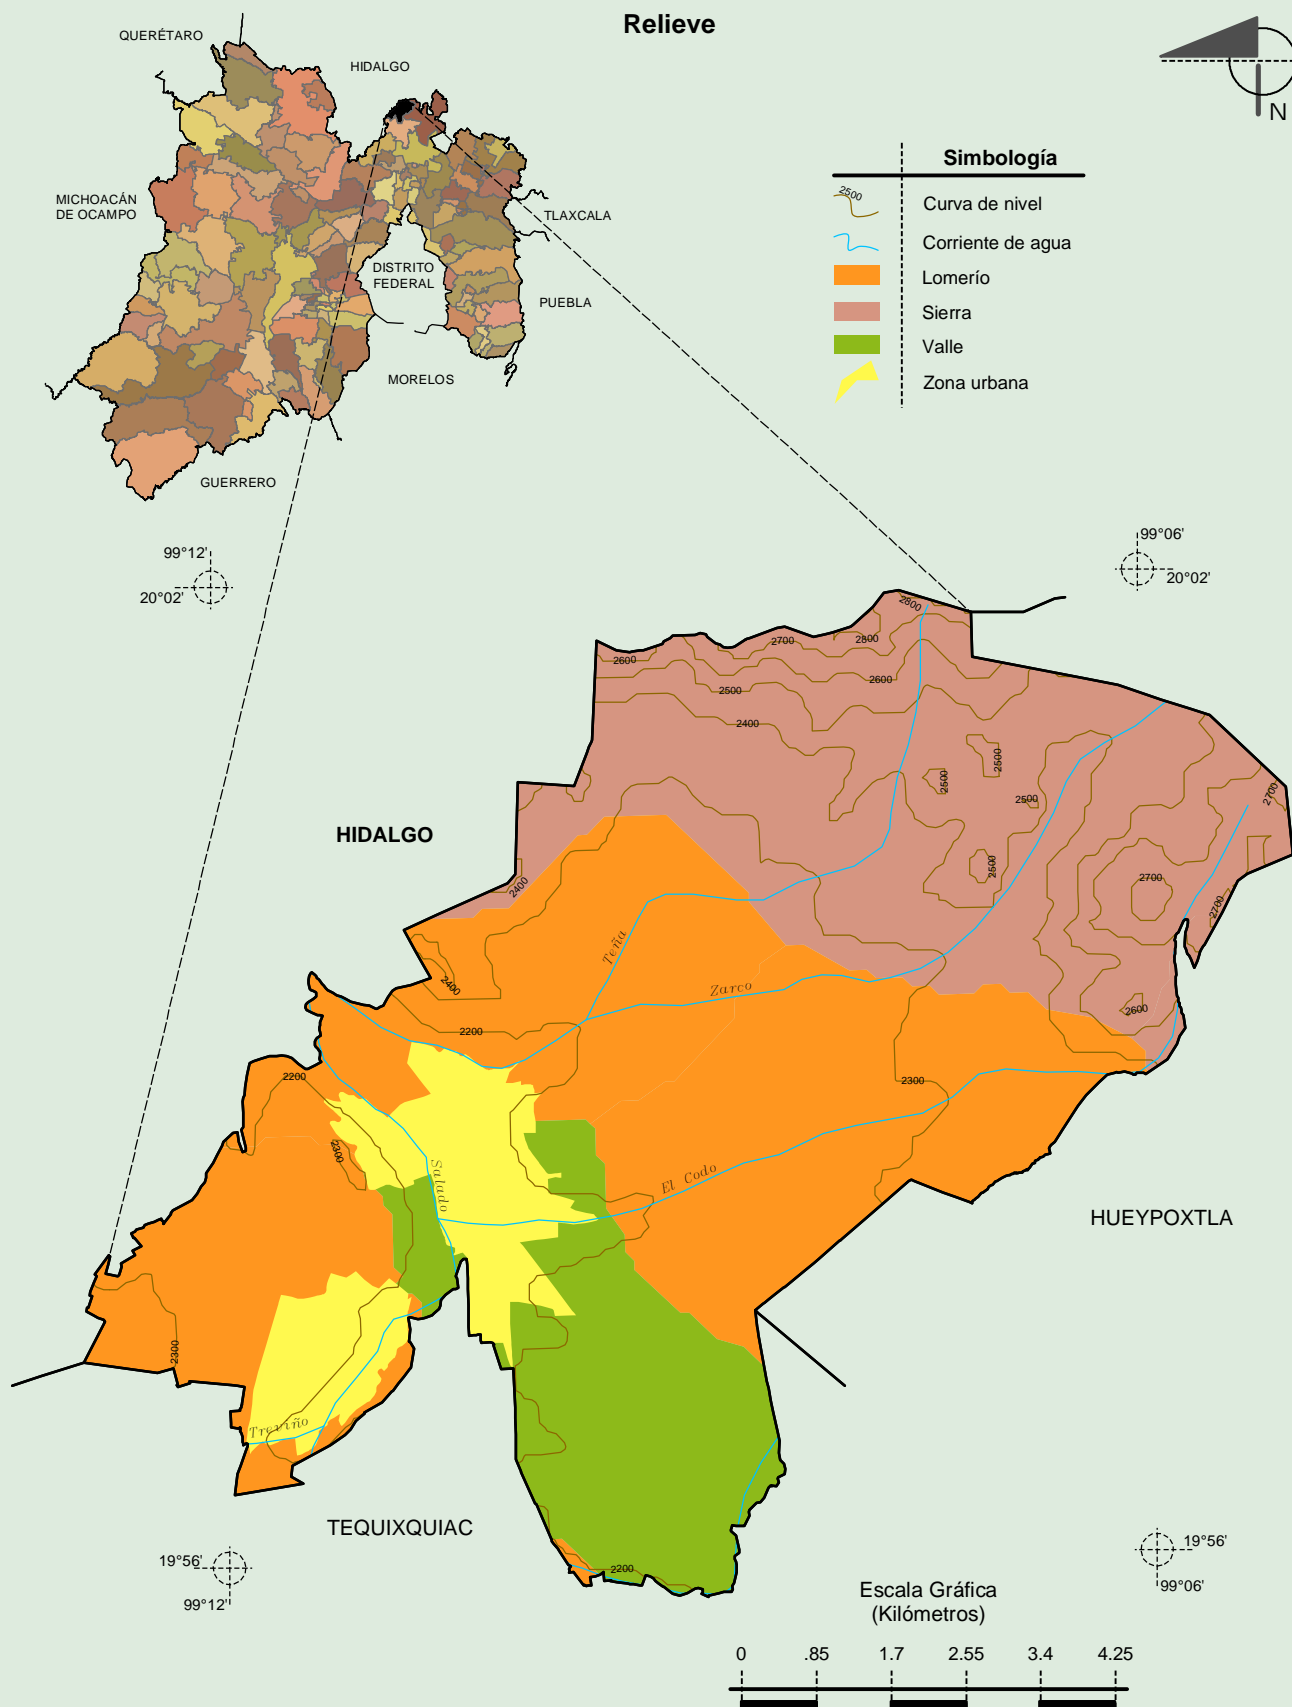 Relieve
QUERÉTARO
HIDALGO
MICHOACÁN
DE OCAMPO
TLAXCALA
DISTRITO
FEDERAL
PUEBLA
MORELOS
GUERRERO
N
Simbología
2500
Curva de nivel
Corriente de agua
Lomerío
Sierra
Valle
Zona urbana
99°12'
20°02'
99°06'
20°02'
2800
2700
2800
2600
2600
2500
2400
2500
2500
2500
2700
HIDALGO
2500
2700
2400
2700
Teña
2400
Zarco
2600
2200
2200
2300
2300
Salado
El Codo
HUEYPOXTLA
2300
Treviño
TEQUIXQUIAC
2200
19°56'
99°12'
19°56'
99°06'
Escala Gráfica
(Kilómetros)
0 .85 1.7 2.55 3.4 4.25